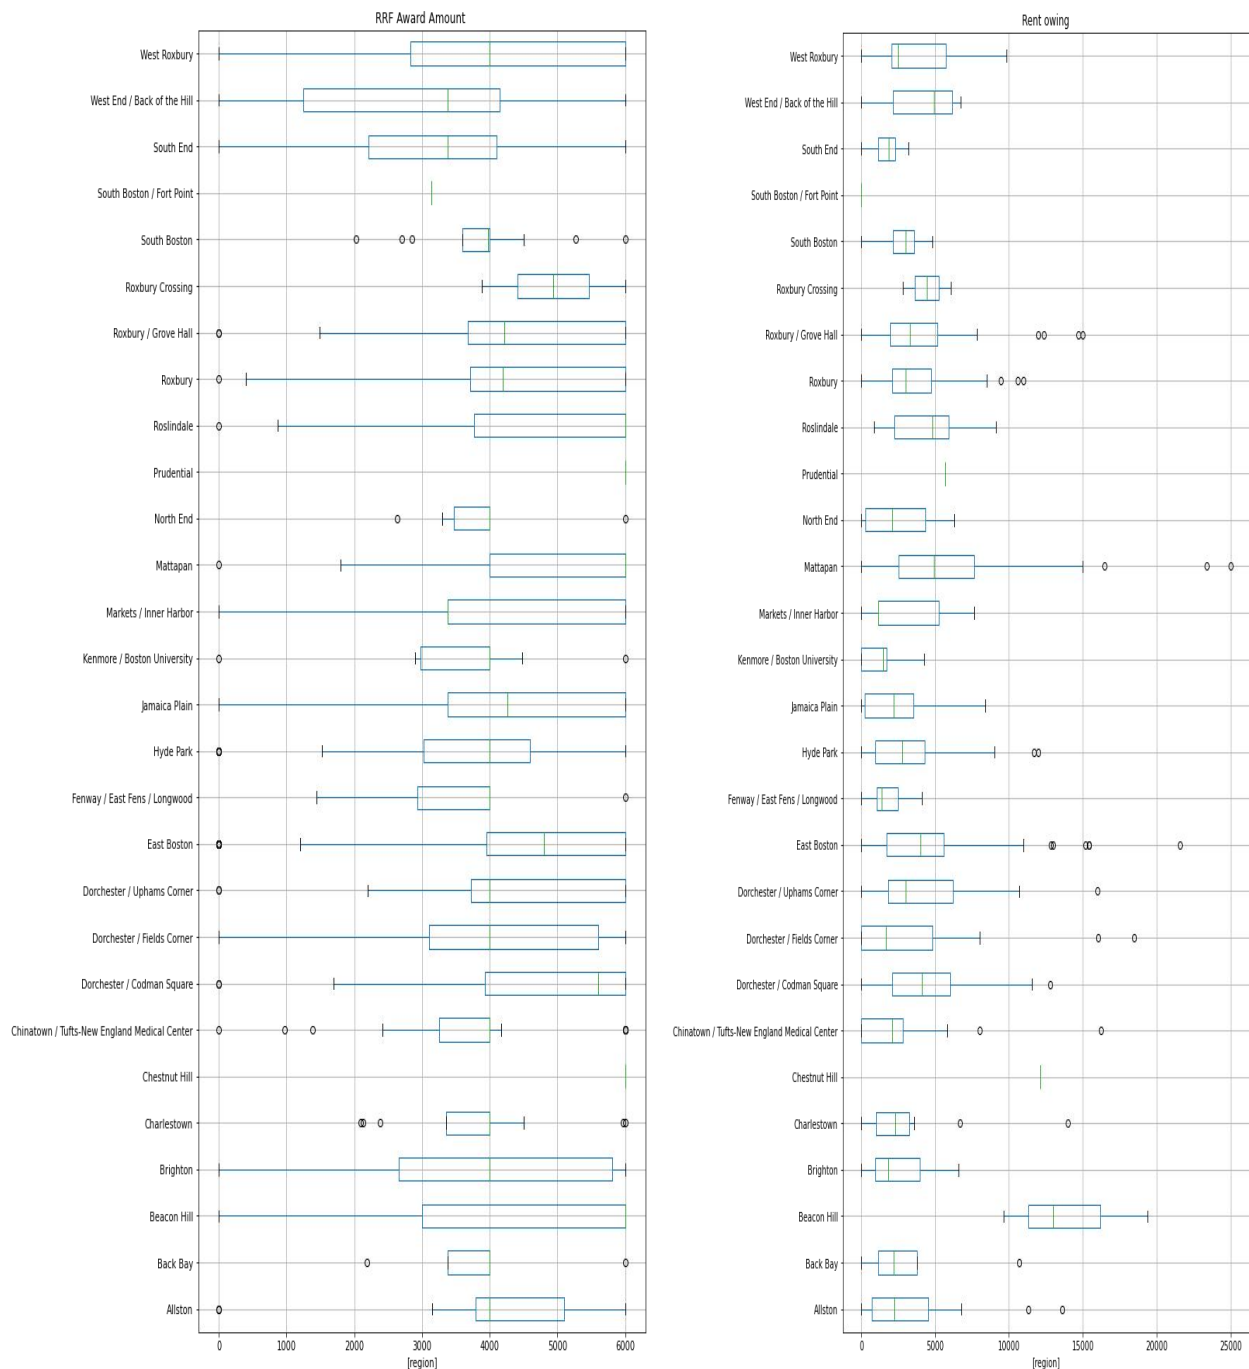 RRF Award Amount
West Roxbury
West End / Back of the Hill
South End
South Boston / Fort Point
South Boston
Roxbury Crossing
Roxbury / Grove Hall
Roxbury
Roslindale
Prudential
North End
Mattapan
Markets / Inner Harbor
Kenmore / Boston University
Jamaica Plain
Hyde Park
Fenway / East Fens / Longwood
East Boston
Dorchester / Uphams Corner
Dorchester / Fields Corner
Dorchester / Codman Square
Chinatown / Tufts-New England Medical Center
Chestnut Hill
Charlestown
Brighton
Beacon Hill
Back Bay
Allston
0 1000 2000 3000 4000 5000 6000
[region]
Rent owing
West Roxbury
West End / Back of the Hill
South End
South Boston / Fort Point
South Boston
Roxbury Crossing
Roxbury / Grove Hall
Roxbury
Roslindale
Prudential
North End
Mattapan
Markets / Inner Harbor
Kenmore / Boston University
Jamaica Plain
Hyde Park
Fenway / East Fens / Longwood
East Boston
Dorchester / Uphams Corner
Dorchester / Fields Corner
Dorchester / Codman Square
Chinatown / Tufts-New England Medical Center
Chestnut Hill
Charlestown
Brighton
Beacon Hill
Back Bay
Allston
0 5000 10000 15000 20000 25000
[region]